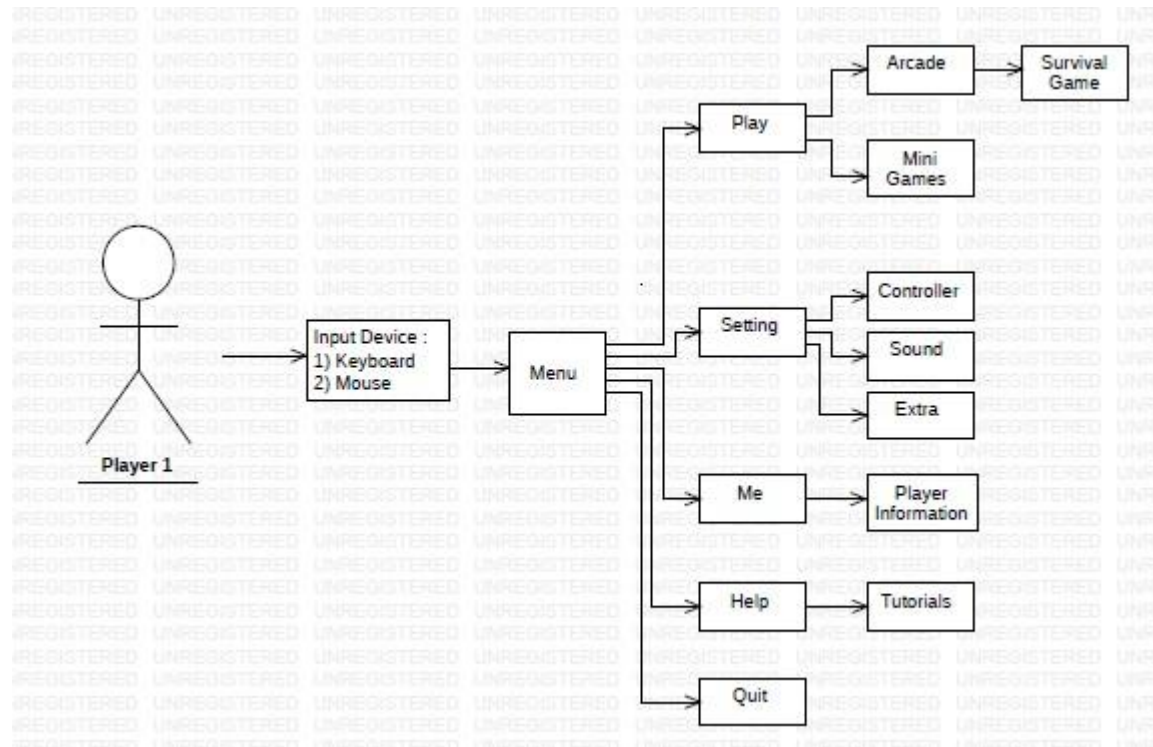 Arcade
Survival
Game
Play
Mini
Games
Controller
Setting
Input Device :
1) Keyboard
2) Mouse
Menu
Sound
Extra
Player 1
Me
Player
Information
Help
Tutorials
Quit
UNREGISTERED